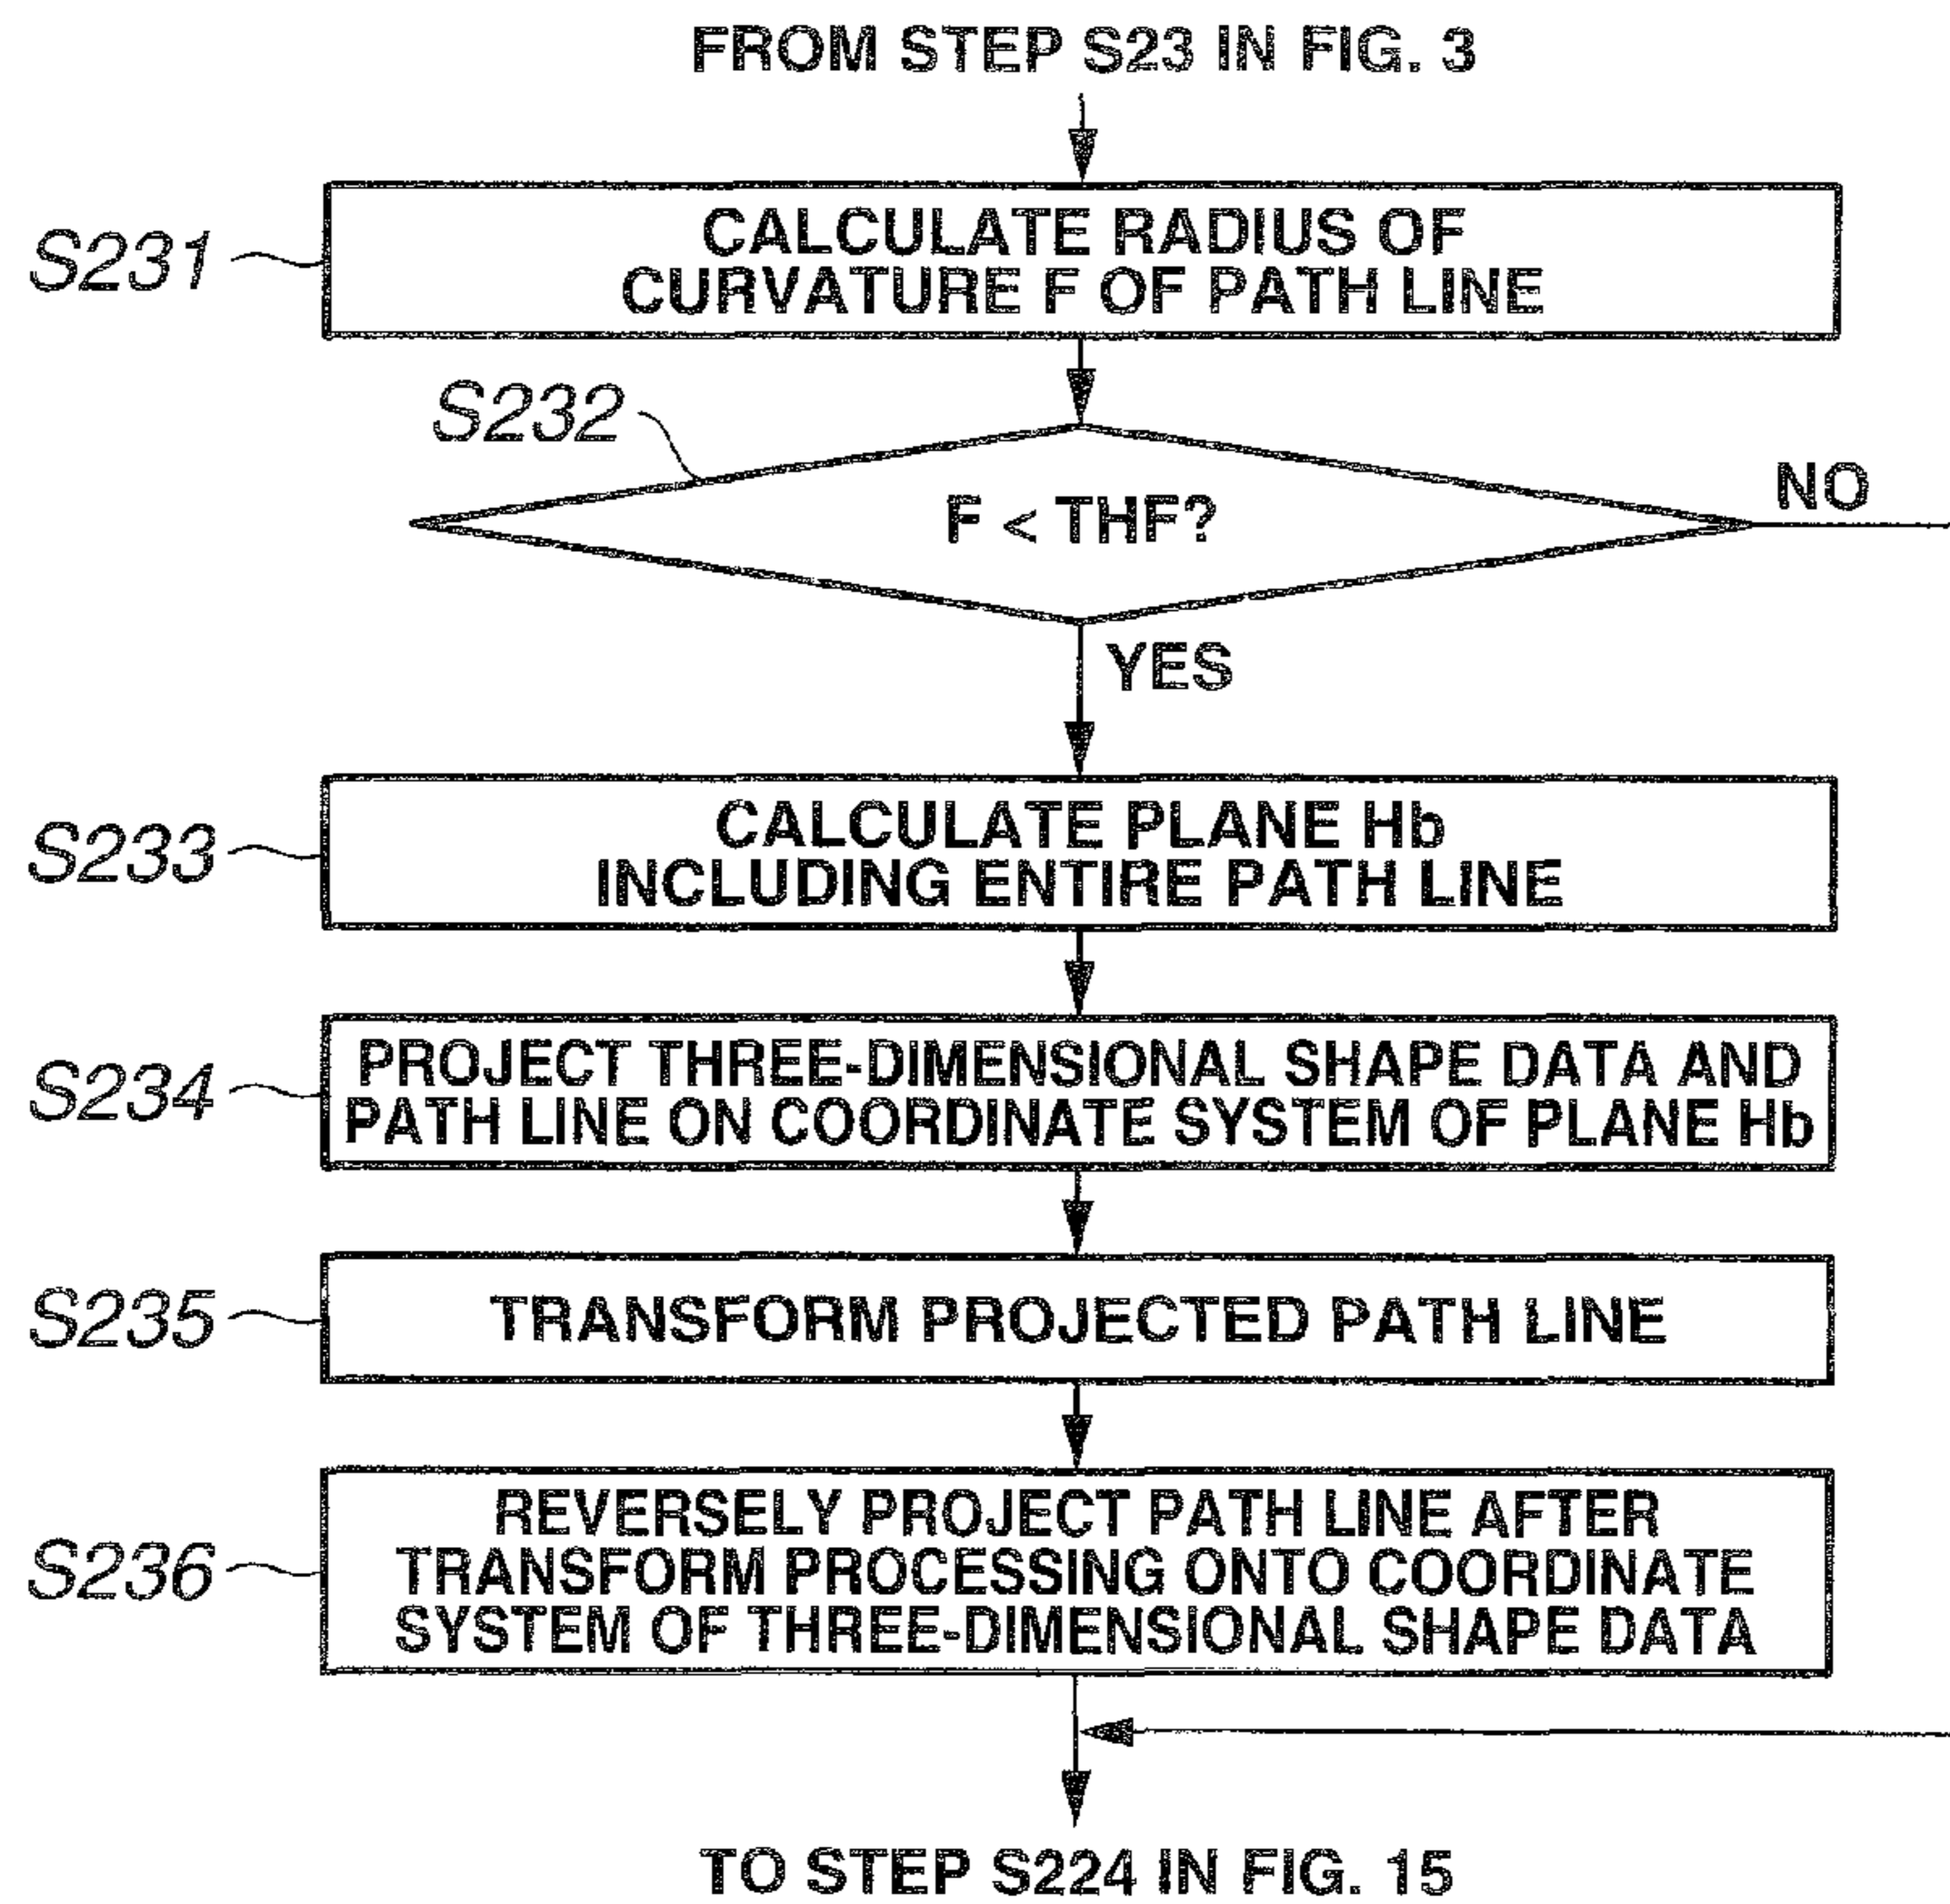 FROM STEP S23 IN FIG. 3
S231
CALCULATE RADIUS OF
CURVATURE F OF PATH LINE
S232
F < THF?
NO
YES
S233
CALCULATE PLANE Hb
INCLUDING ENTIRE PATH LINE
S234
PROJECT THREE-DIMENSIONAL SHAPE DATA AND
PATH LINE ON COORDINATE SYSTEM OF PLANE Hb
S235
TRANSFORM PROJECTED PATH LINE
S236
REVERSELY PROJECT PATH LINE AFTER
TRANSFORM PROCESSING ONTO COORDINATE
SYSTEM OF THREE-DIMENSIONAL SHAPE DATA
TO STEP S224 IN FIG. 15